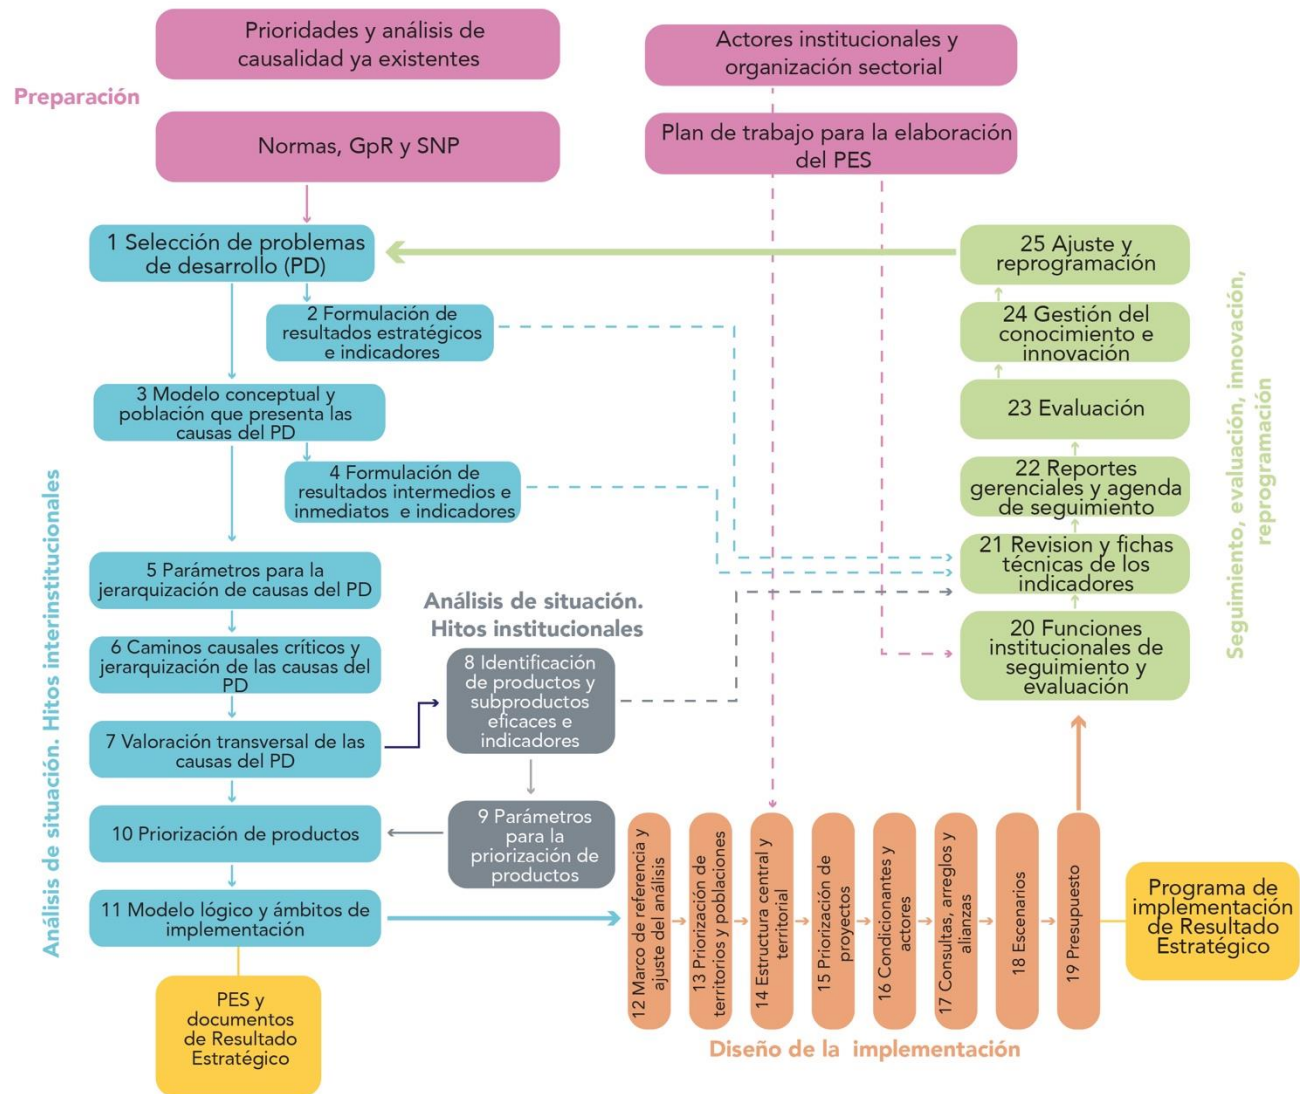 Prioridades y análisis de
causalidad ya existentes
Actores institucionales y
organización sectorial
Preparación
Normas, GpR y SNP
Plan de trabajo para la elaboración
del PES
1 Selección de problemas
de desarrollo (PD)
2 Formulación de
resultados estratégicos
e indicadores
3 Modelo conceptual y
población que presenta las
causas del PD
4 Formulación de
resultados intermedios e
inmediatos e indicadores
5 Parámetros para la
jerarquización de causas del PD
6 Caminos causales críticos y
jerarquización de las causas del
PD
7 Valoración transversal de las
causas del PD
10 Priorización de productos
11 Modelo lógico y ámbitos de
implementación
PES y
documentos
de Resultado
Estratégico
Análisis de situación. Hitos interinstitucionales
Análisis de situación.
Hitos institucionales
8 Identificación
de productos y
subproductos
eficaces e
indicadores
9 Parámetros
para la
priorización de
productos
12 Marco de referencia y
ajuste del análisis
13 Priorización de
territorios y poblaciones
14 Estructura central y
territorial
15 Priorización de
proyectos
16 Condicionantes y
actores
17 Consultas, arreglos y
alianzas
18 Escenarios
19 Presupuesto
Diseño de la implementación
Programa de
implementación
de Resultado
Estratégico
25 Ajuste y
reprogramación
24 Gestión del
conocimiento e
innovación
23 Evaluación
22 Reportes
gerenciales y agenda
de seguimiento
21 Revision y fichas
técnicas de los
indicadores
20 Funciones
institucionales de
seguimiento y
evaluación
Seguimiento, evaluación, innovación,
reprogramación